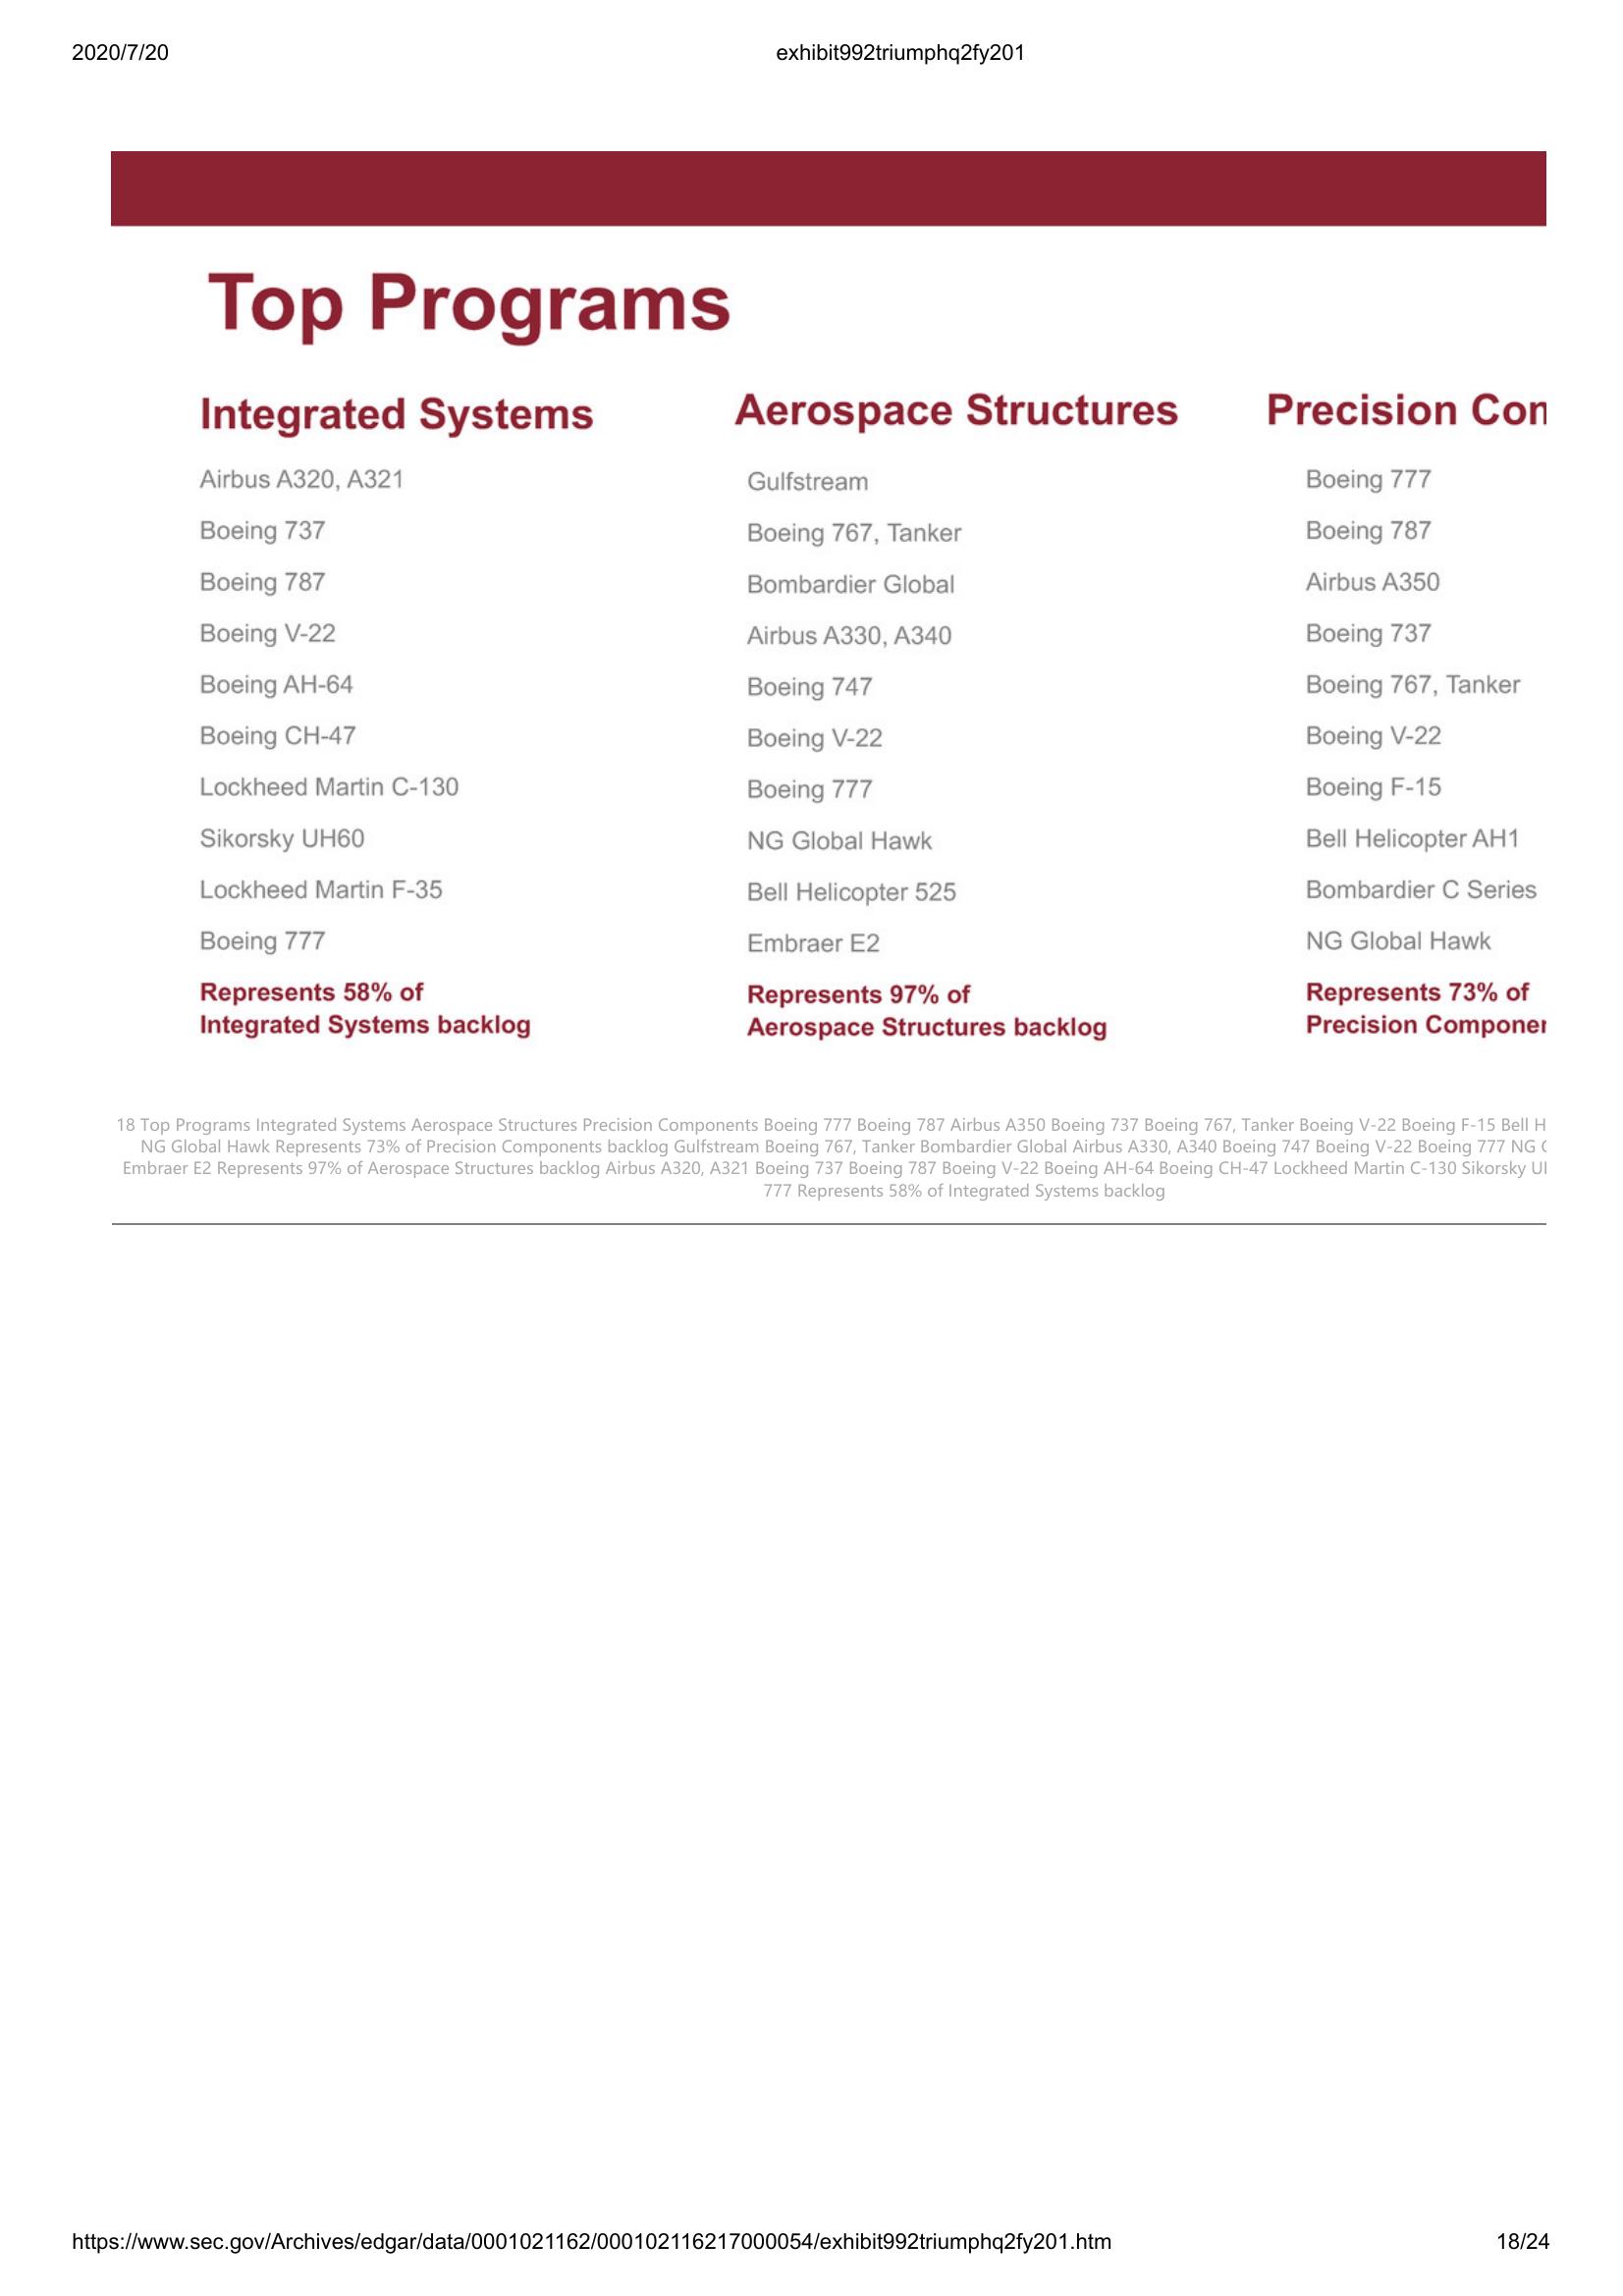 2020/7/20 exhibit992triumphq2fy201
Top Programs
Integrated Systems
Airbus A320, A321
Boeing 737
Boeing 787
Boeing V-22
Boeing AH-64
Boeing CH-47
Lockheed Martin C-130
Sikorsky UH60
Lockheed Martin F-35
Boeing 777
Represents 58% of
Integrated Systems backlog
Aerospace Structures
Gulfstream
Boeing 767, Tanker
Bombardier Global
Airbus A330, A340
Boeing 747
Boeing V-22
Boeing 777
NG Global Hawk
Bell Helicopter 525
Embraer E2
Represents 97% of
Aerospace Structures backlog
Precision
Boeing 777
Boeing 787
Airbus A350
Boeing 737
Boeing 767, Tanker
Boeing V-22
Boeing F-15
Bell Helicopter AH1
Bombardier C Series
NG Global Hawk
Represents 73% of
Precision
18 Top Programs Integrated Systems Aerospace Structures Precision Components Boeing 777 Boeing 787 Airbus A350 Boeing 737 Boeing 767, Tanker Boeing V-22 Boeing F-15 Bell
NG Global Hawk Represents 73% of Precision Components backlog Gulfstream Boeing 767, Tanker Bombardier Global Airbus A330, A340 Boeing 747 Boeing V-22 Boeing 777 NG
Embraer E2 Represents 97% of Aerospace Structures backlog Airbus A320, A321 Boeing 737 Boeing 787 Boeing V-22 Boeing AH-64 Boeing CH-47 Lockheed Martin C-130 Sikorsky
777 Represents 58% of Integrated Systems backlog
https://www.sec.gov/Archives/edgar/data/0001021162/000102116217000054/exhibit992triumphq2fy201.htm 18/24